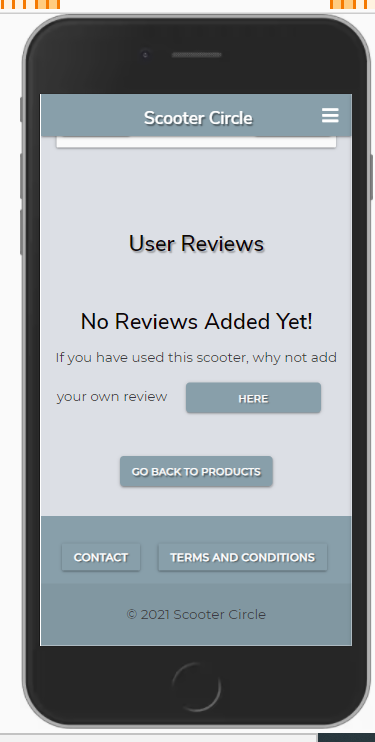 Scooter Circle
User Reviews
No Reviews Added Yet!
If you have used this scooter, why not add
your own review HERE
GO BACK TO PRODUCTS
CONTACT TERMS AND CONDITIONS
© 2021 Scooter Circle